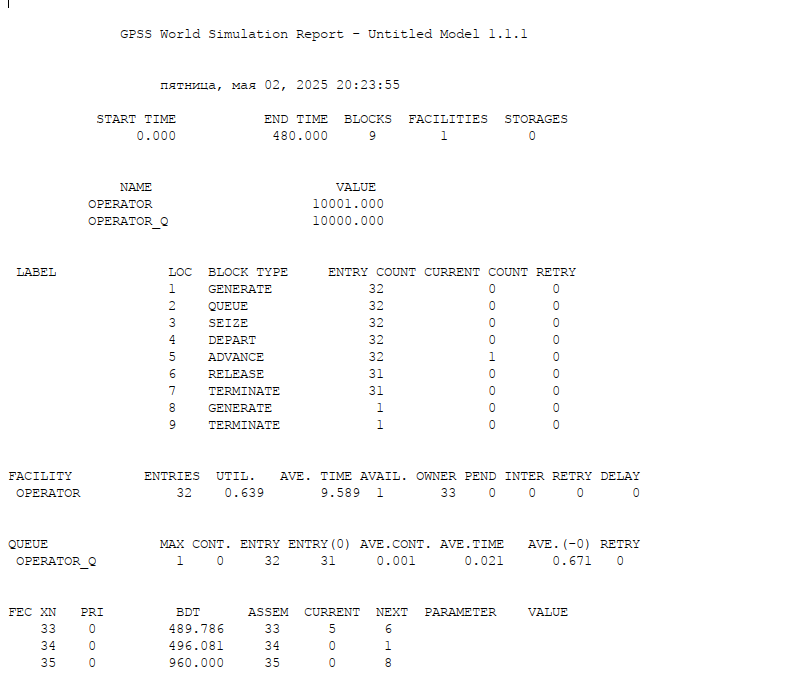 GPSS World Simulation Report - Untitled Model 1.1.1
пятница, мая 02, 2025 20:23:55
START TIME END TIME BLOCKS FACILITIES STORAGES
0.000 480.000 9 1 0
NAME VALUE
OPERATOR 10001.000
OPERATOR_Q 10000.000
LABEL LOC BLOCK TYPE ENTRY COUNT CURRENT COUNT RETRY
1 GENERATE 32 0 0
2 QUEUE 32 0 0
3 SEIZE 32 0 0
4 DEPART 32 0 0
5 ADVANCE 32 1 0
6 RELEASE 31 0 0
7 TERMINATE 31 0 0
8 GENERATE 1 0 0
9 TERMINATE 1 0 0
FACILITY ENTRIES UTIL. AVE. TIME AVAIL. OWNER PEND INTER RETRY DELAY
OPERATOR 32 0.639 9.589 1 33 0 0 0 0
QUEUE MAX CONT. ENTRY ENTRY(0) AVE.CONT. AVE.TIME AVE.(-0) RETRY
OPERATOR_Q 1 0 32 31 0.001 0.021 0.671 0
FEC XN PRI BDT ASSEM CURRENT NEXT PARAMETER VALUE
33 0 489.786 33 5 6
34 0 496.081 34 0 1
35 0 960.000 35 0 8